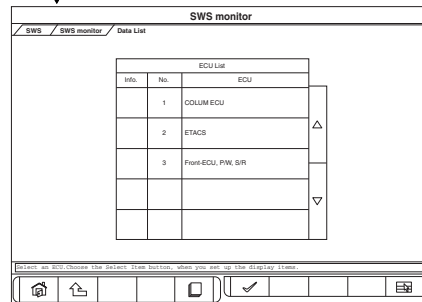 SWS monitor
SWS SWS monitor Data List
ECU List
Info. No. ECU
1 COLUM ECU
2 ETACS
3 Front-ECU, P/W, S/R
Select an ECU.Choose the Select Item button, when you set up the display items.